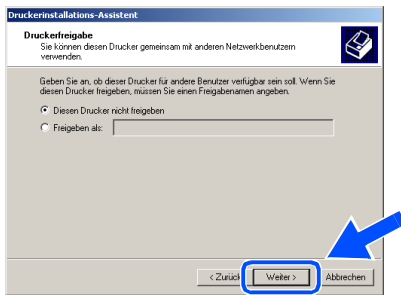 Druckerinstallations-Assistent
Druckerfreigabe
Sie können diesen Drucker gemeinsam mit anderen Netzwerkbenutzern
verwenden.
Geben Sie an, ob dieser Drucker für andere Benutzer verfügbar sein soll. Wenn Sie
diesen Drucker freigeben, müssen Sie einen Freigabenamen angeben.
Diesen Drucker nicht freigeben
Freigeben als:
< Zurück Weiter > Abbrechen